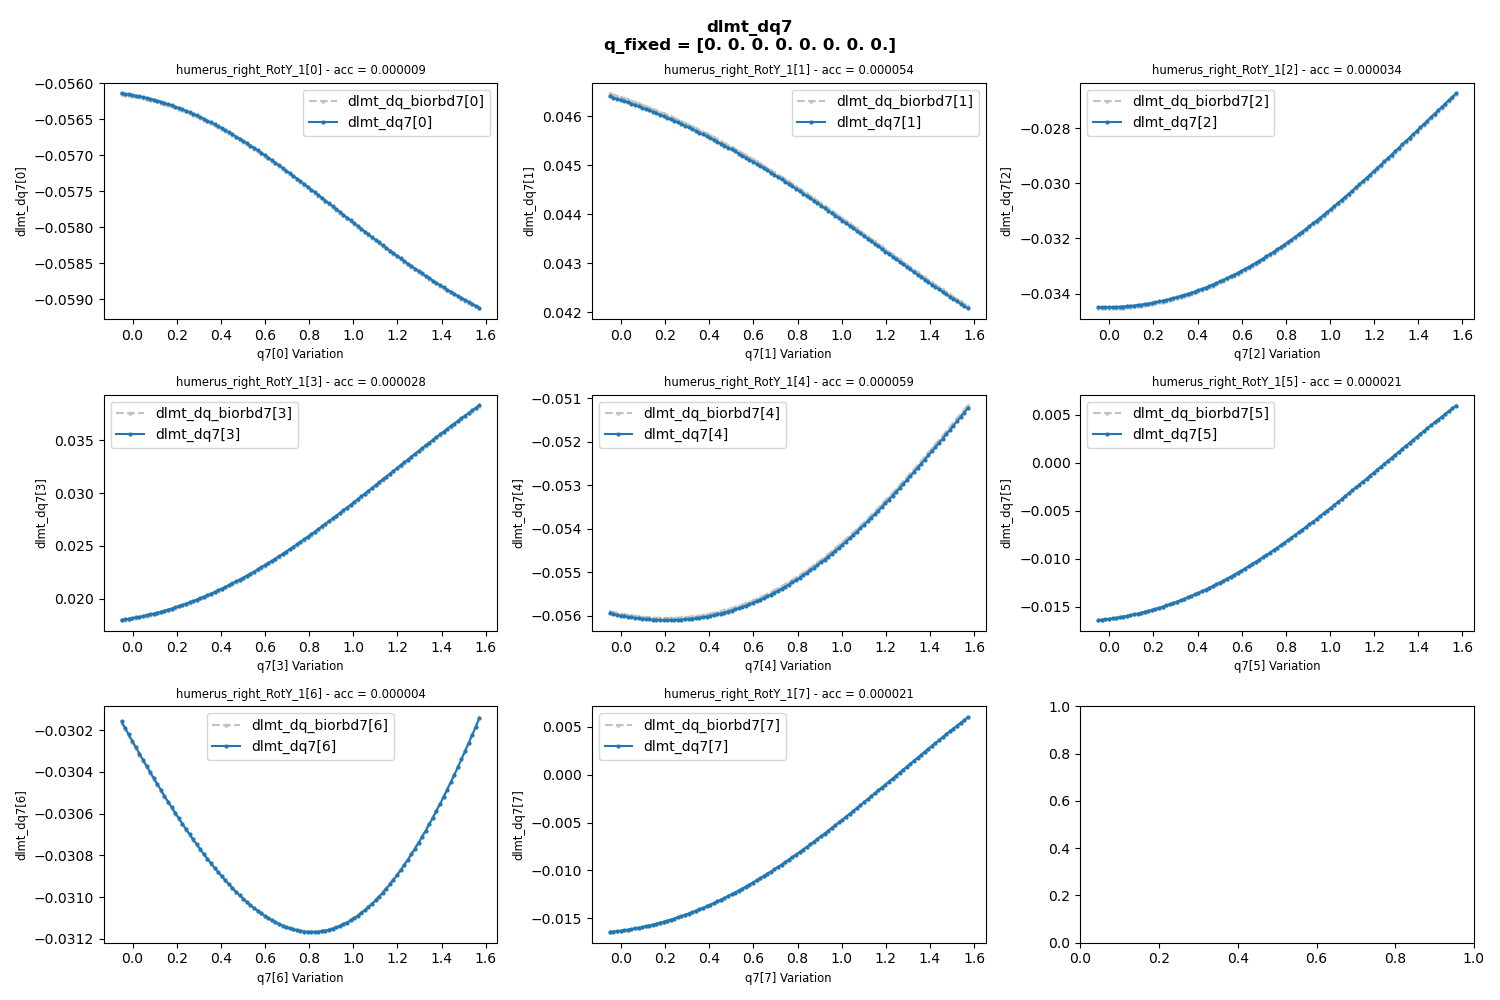 dlmt_dq7
q_fixed = [0. 0. 0. 0. 0. 0. 0. 0.]
humerus_right_RotY_1[0] - acc = 0.000009
dlmt_dq7[0]
−0.0560
−0.0565
−0.0570
−0.0575
−0.0580
−0.0585
−0.0590
dlmt_dq_biorbd7[0]
dlmt_dq7[0]
0.0 0.2 0.4 0.6 0.8 1.0 1.2 1.4 1.6
q7[0] Variation
humerus_right_RotY_1[1] - acc = 0.000054
dlmt_dq7[1]
0.046
0.045
0.044
0.043
0.042
dlmt_dq_biorbd7[1]
dlmt_dq7[1]
0.0 0.2 0.4 0.6 0.8 1.0 1.2 1.4 1.6
q7[1] Variation
humerus_right_RotY_1[2] - acc = 0.000034
dlmt_dq7[2]
−0.028
−0.030
−0.032
−0.034
dlmt_dq_biorbd7[2]
dlmt_dq7[2]
0.0 0.2 0.4 0.6 0.8 1.0 1.2 1.4 1.6
q7[2] Variation
humerus_right_RotY_1[3] - acc = 0.000028
dlmt_dq7[3]
0.035
0.030
0.025
0.020
dlmt_dq_biorbd7[3]
dlmt_dq7[3]
0.0 0.2 0.4 0.6 0.8 1.0 1.2 1.4 1.6
q7[3] Variation
humerus_right_RotY_1[4] - acc = 0.000059
dlmt_dq7[4]
−0.051
−0.052
−0.053
−0.054
−0.055
−0.056
dlmt_dq_biorbd7[4]
dlmt_dq7[4]
0.0 0.2 0.4 0.6 0.8 1.0 1.2 1.4 1.6
q7[4] Variation
humerus_right_RotY_1[5] - acc = 0.000021
dlmt_dq7[5]
0.005
0.000
−0.005
−0.010
−0.015
dlmt_dq_biorbd7[5]
dlmt_dq7[5]
0.0 0.2 0.4 0.6 0.8 1.0 1.2 1.4 1.6
q7[5] Variation
humerus_right_RotY_1[6] - acc = 0.000004
dlmt_dq7[6]
−0.0302
−0.0304
−0.0306
−0.0308
−0.0310
−0.0312
dlmt_dq_biorbd7[6]
dlmt_dq7[6]
0.0 0.2 0.4 0.6 0.8 1.0 1.2 1.4 1.6
q7[6] Variation
humerus_right_RotY_1[7] - acc = 0.000021
dlmt_dq7[7]
0.005
0.000
−0.005
−0.010
−0.015
dlmt_dq_biorbd7[7]
dlmt_dq7[7]
0.0 0.2 0.4 0.6 0.8 1.0 1.2 1.4 1.6
q7[7] Variation
1.0
0.8
0.6
0.4
0.2
0.0
0.0 0.2 0.4 0.6 0.8 1.0